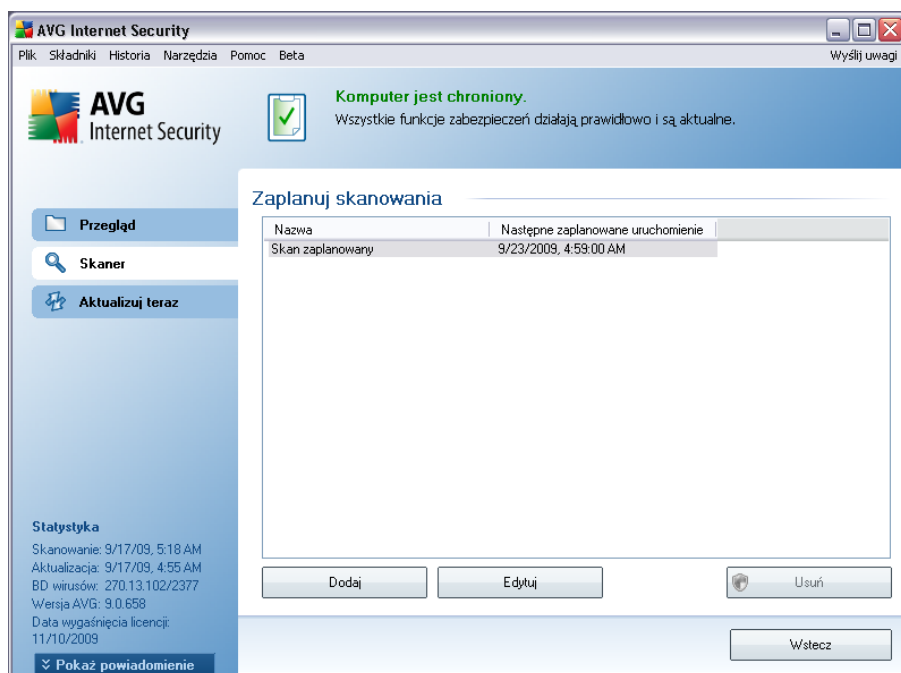 AVG Internet Security
Plik Składniki Historia Narzędzia Pomoc Beta Wyślij uwagi
AVG
Internet Security
Komputer jest chroniony.
Wszystkie funkcje zabezpieczeń działają prawidłowo i są aktualne.
Przegląd
Skaner
Aktualizuj teraz
Zaplanuj skanowania
Nazwa Następne zaplanowane uruchomienie
Skan zaplanowany 9/23/2009, 4:59:00 AM
Dodaj Edytuj Usuń
Wstecz
Statystyka
Skanowanie: 9/17/09, 5:18 AM
Aktualizacja: 9/17/09, 4:55 AM
BD wirusów: 270.13.102/2377
Wersja AVG: 9.0.658
Data wygaśnięcia licencji:
11/10/2009
Pokaż powiadomienie